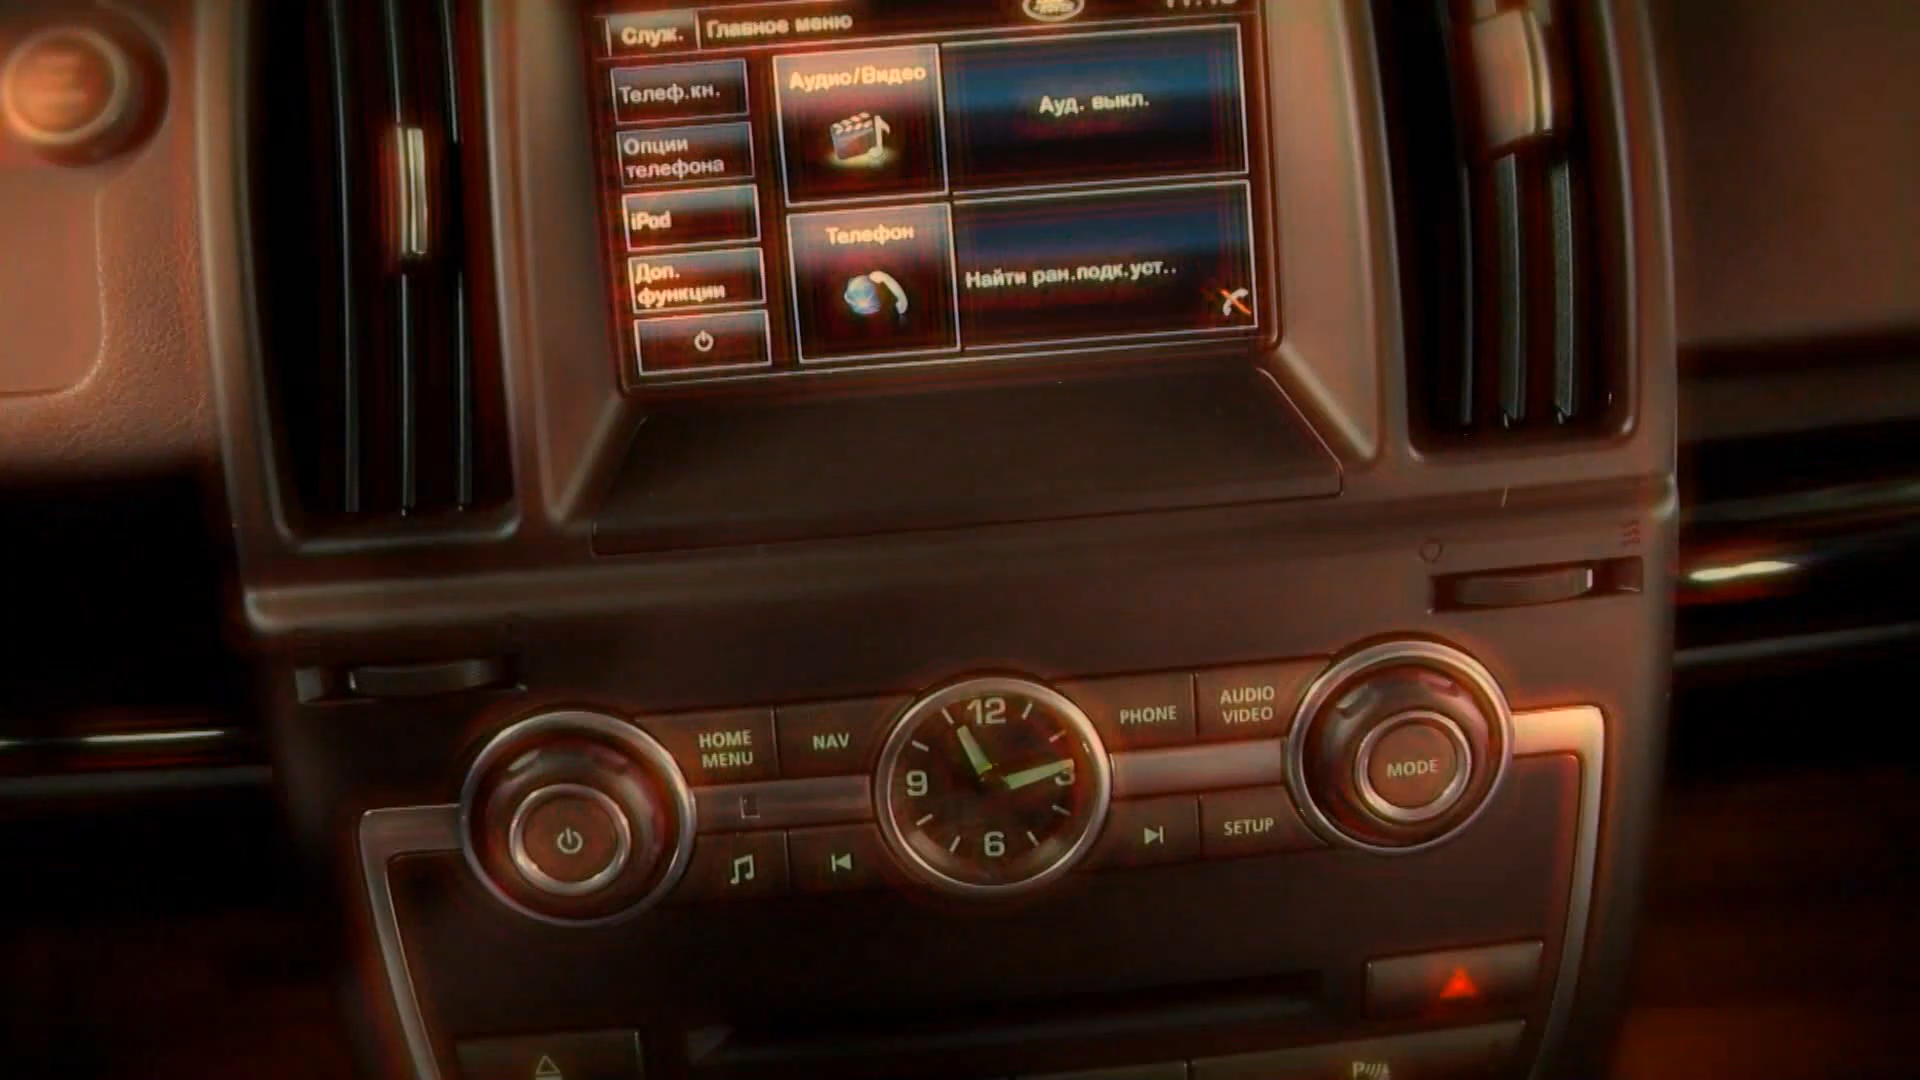 Служ.
Главное меню
Телеф.кн.
Опции
телефона
iPod
Доп.
функции
Аудио/Видео
Ауд. выкл.
Телефон
Найти ран.подк.уст..
HOME
MENU
NAV
12
3
6
9
PHONE
AUDIO
VIDEO
MODE
SETUP